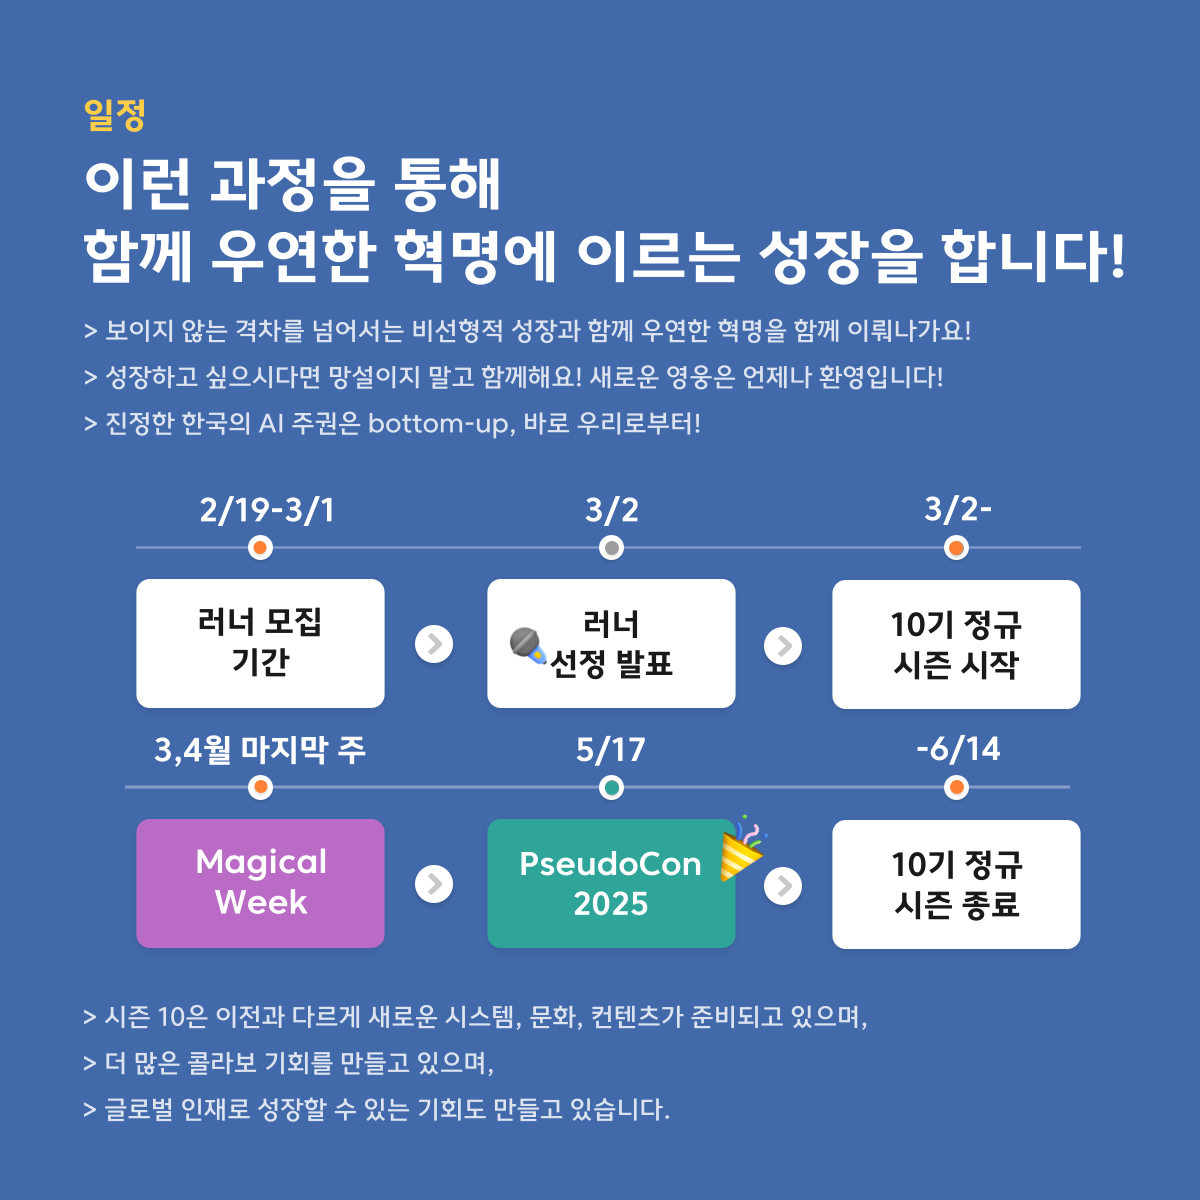 일정
이런 과정을 통해
함께 우연한 혁명에 이르는 성장을 합니다!
> 보이지 않는 격차를 넘어서는 비선형적 성장과 함께 우연한 혁명을 함께 이뤄나가요!
> 성장하고 싶으시다면 망설이지 말고 함께해요! 새로운 영웅은 언제나 환영입니다!
> 진정한 한국의 AI 주권은 bottom-up, 바로 우리로부터!
2/19-3/1
3/2
3/2-
러너 모집
기간
러너
선정 발표
10기 정규
시즌 시작
3,4월 마지막 주
5/17
-6/14
Magical
Week
PseudoCon
2025
10기 정규
시즌 종료
> 시즌 10은 이전과 다르게 새로운 시스템, 문화, 컨텐츠가 준비되고 있으며,
> 더 많은 콜라보 기회를 만들고 있으며,
> 글로벌 인재로 성장할 수 있는 기회도 만들고 있습니다.